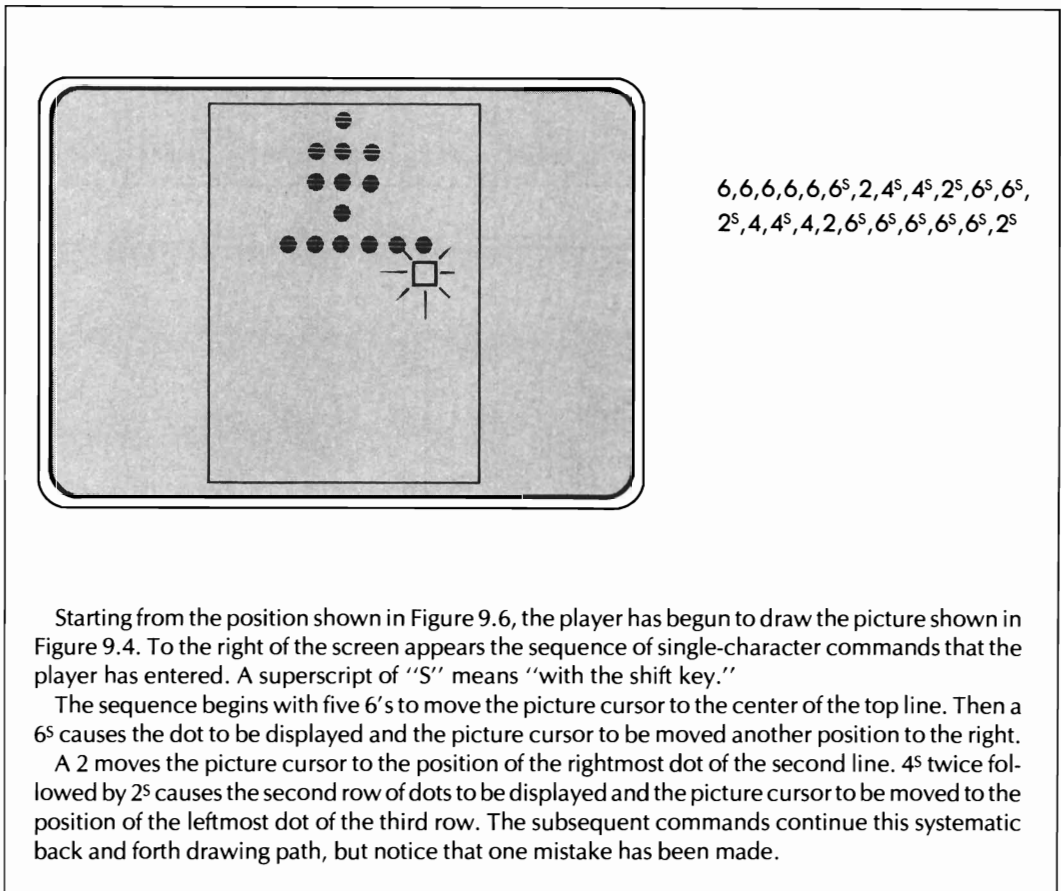 6,6,6,6,6,6ˢ,2,4ˢ,4ˢ,2ˢ,6ˢ,6ˢ,
2ˢ,4,4ˢ,4,2,6ˢ,6ˢ,6ˢ,6ˢ,6ˢ,2ˢ
Starting from the position shown in Figure 9.6, the player has begun to draw the picture shown in
Figure 9.4. To the right of the screen appears the sequence of single-character commands that the
player has entered. A superscript of "S" means "with the shift key."
The sequence begins with five 6's to move the picture cursor to the center of the top line. Then a
6ˢ causes the dot to be displayed and the picture cursor to be moved another position to the right.
A 2 moves the picture cursor to the position of the rightmost dot of the second line. 4ˢ twice fol-
lowed by 2ˢ causes the second row of dots to be displayed and the picture cursor to be moved to the
position of the leftmost dot of the third row. The subsequent commands continue this systematic
back and forth drawing path, but notice that one mistake has been made.